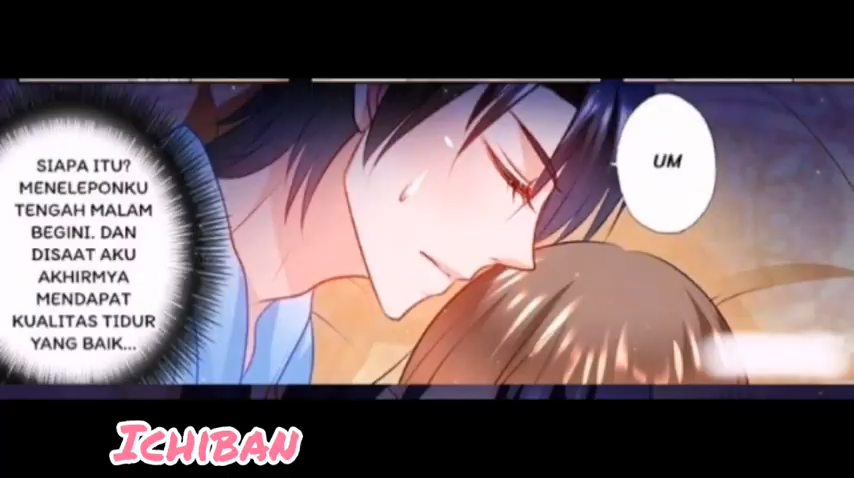 SIAPA ITU?
MENELEPONKU
TENGAH MALAM
BEGINI. DAN
DISAAT AKU
AKHIRMYA
MENDAPAT
KUALITAS TIDUR
YANG BAIK...
UM
ICHIBAN